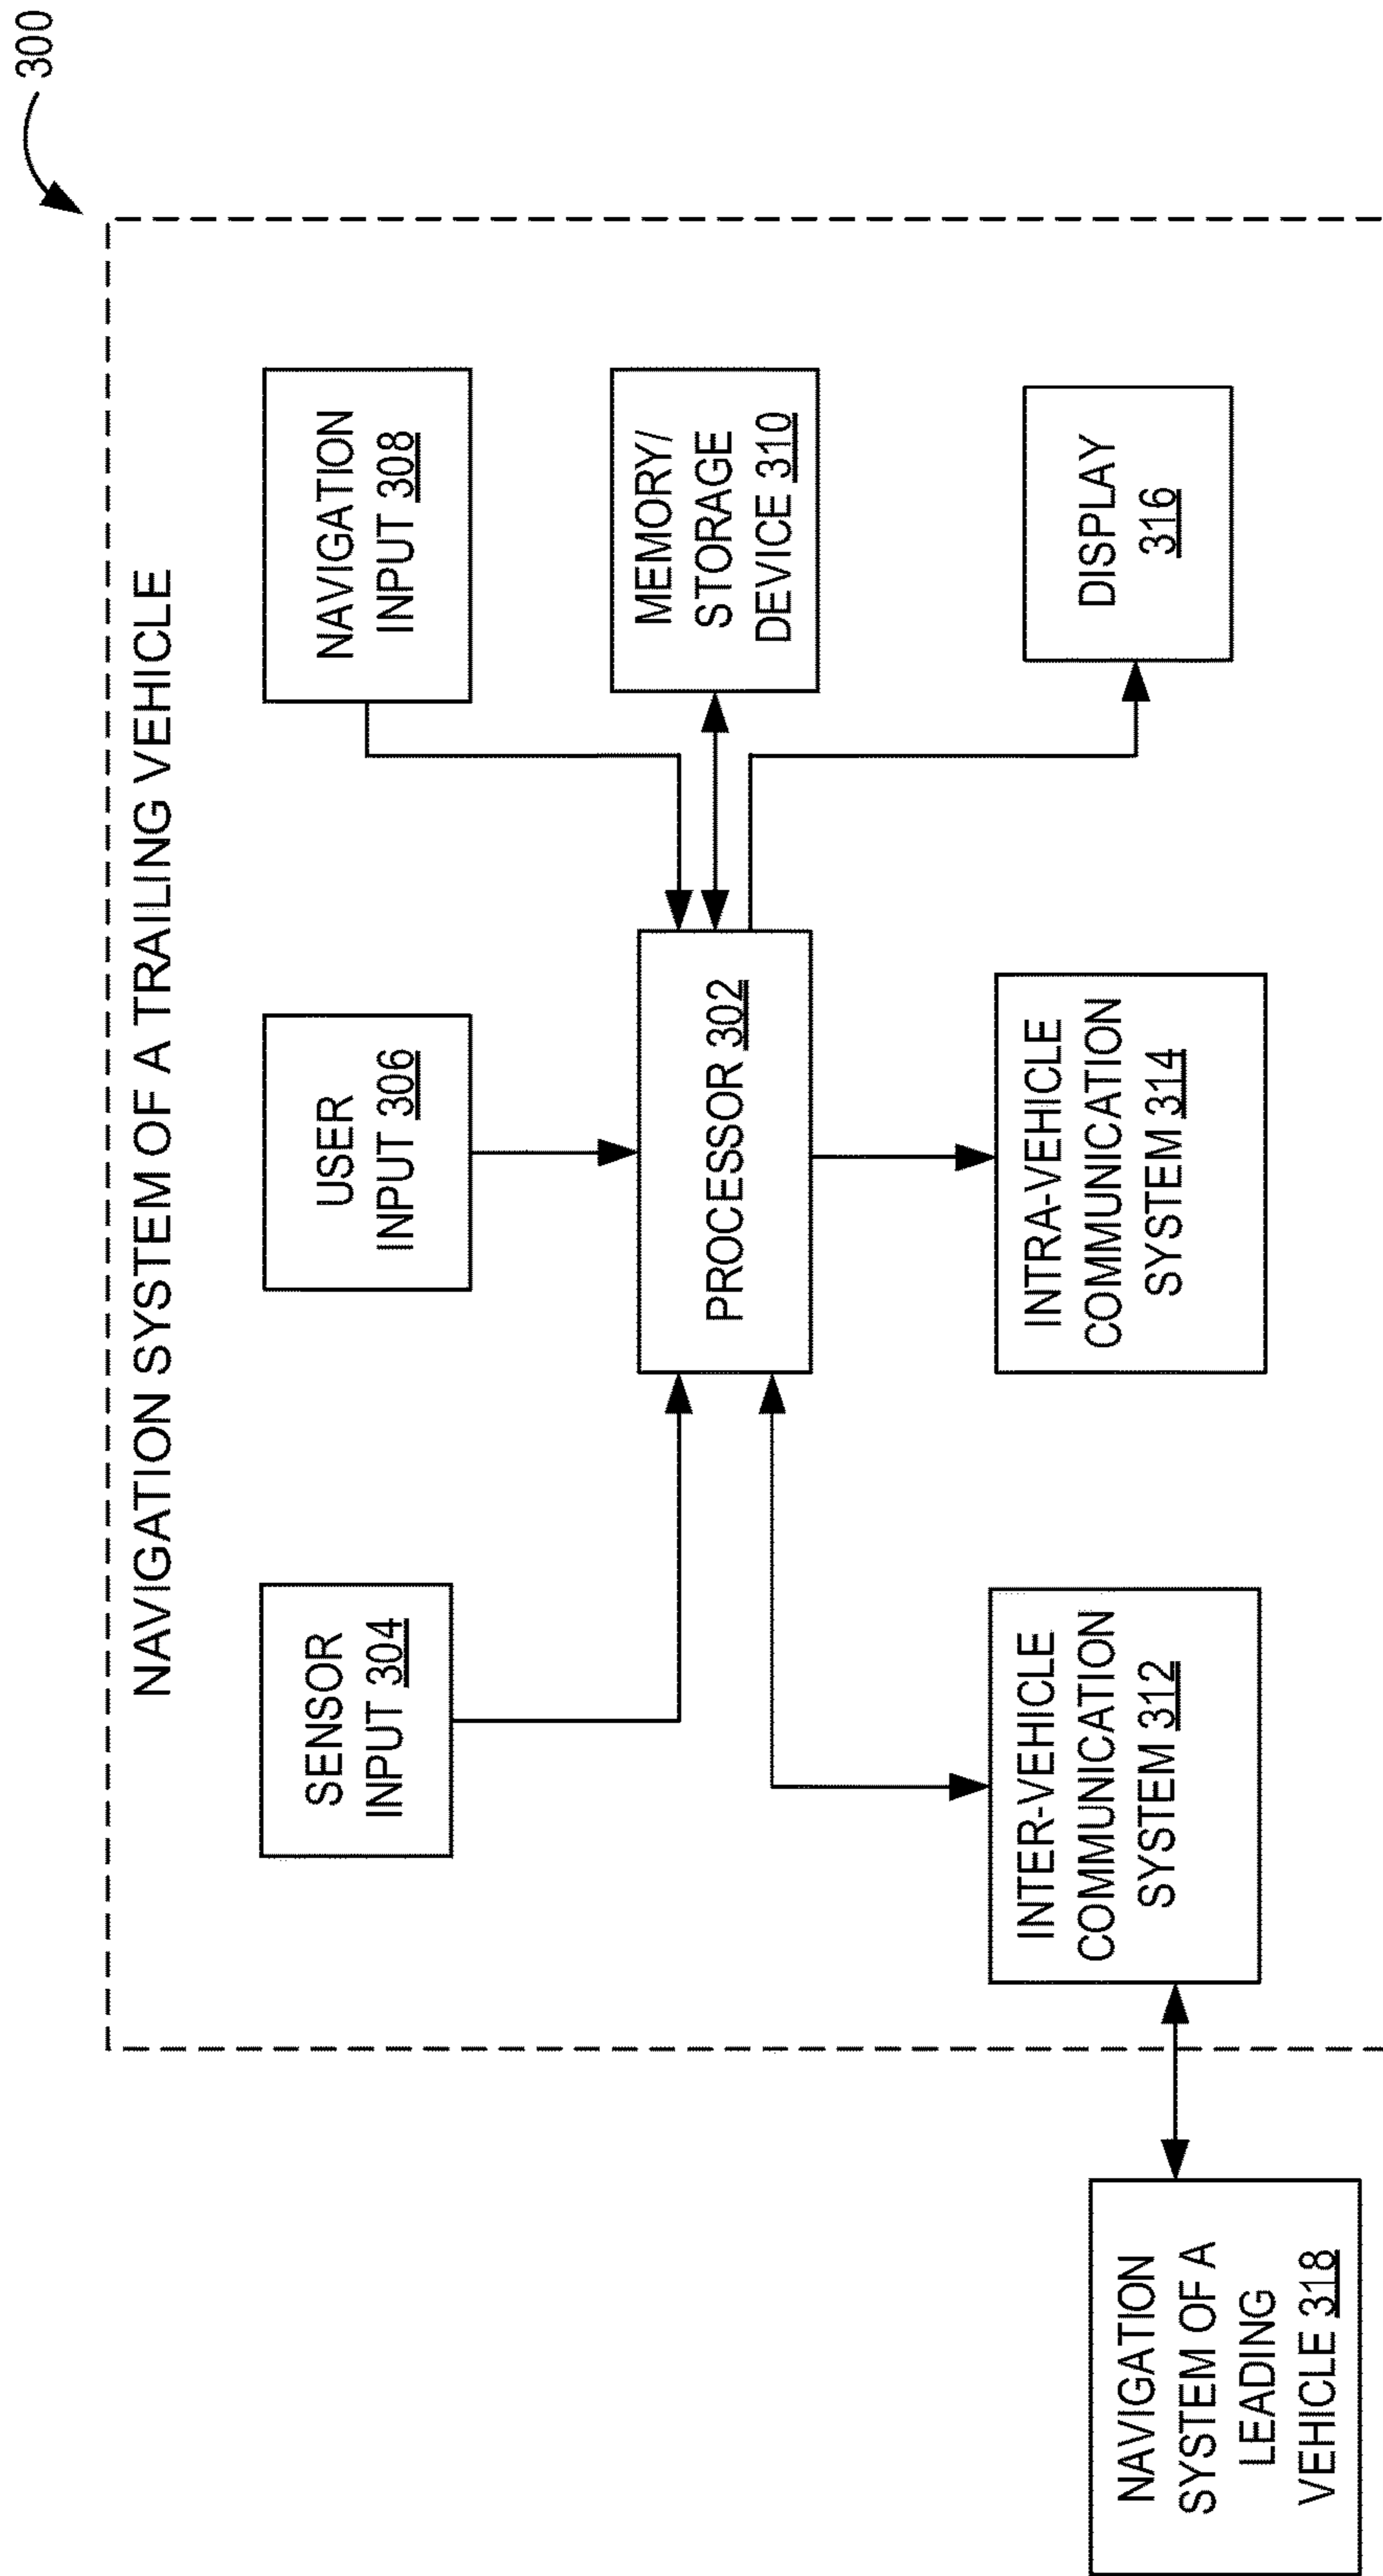 300
NAVIGATION SYSTEM OF A TRAILING VEHICLE
SENSOR
INPUT 304
USER
INPUT 306
NAVIGATION
INPUT 308
PROCESSOR 302
MEMORY/
STORAGE
DEVICE 310
INTER-VEHICLE
COMMUNICATION
SYSTEM 312
INTRA-VEHICLE
COMMUNICATION
SYSTEM 314
DISPLAY
316
NAVIGATION
SYSTEM OF A
LEADING
VEHICLE 318